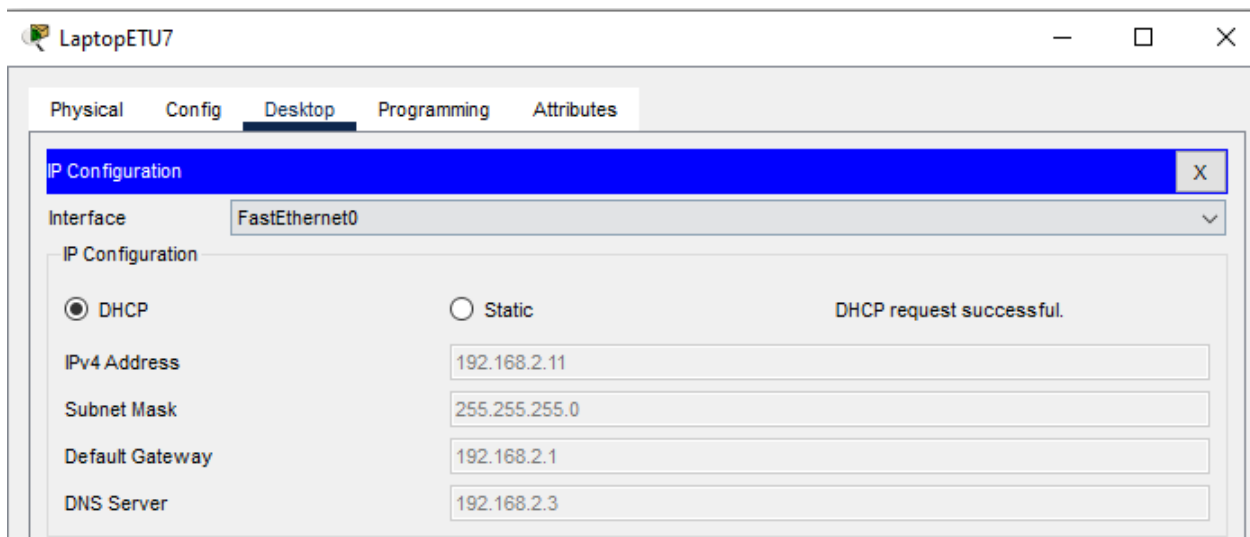 LaptopETU7
Physical Config Desktop Programming Attributes
IP Configuration X
Interface FastEthernet0
IP Configuration
DHCP Static DHCP request successful.
IPv4 Address 192.168.2.11
Subnet Mask 255.255.255.0
Default Gateway 192.168.2.1
DNS Server 192.168.2.3